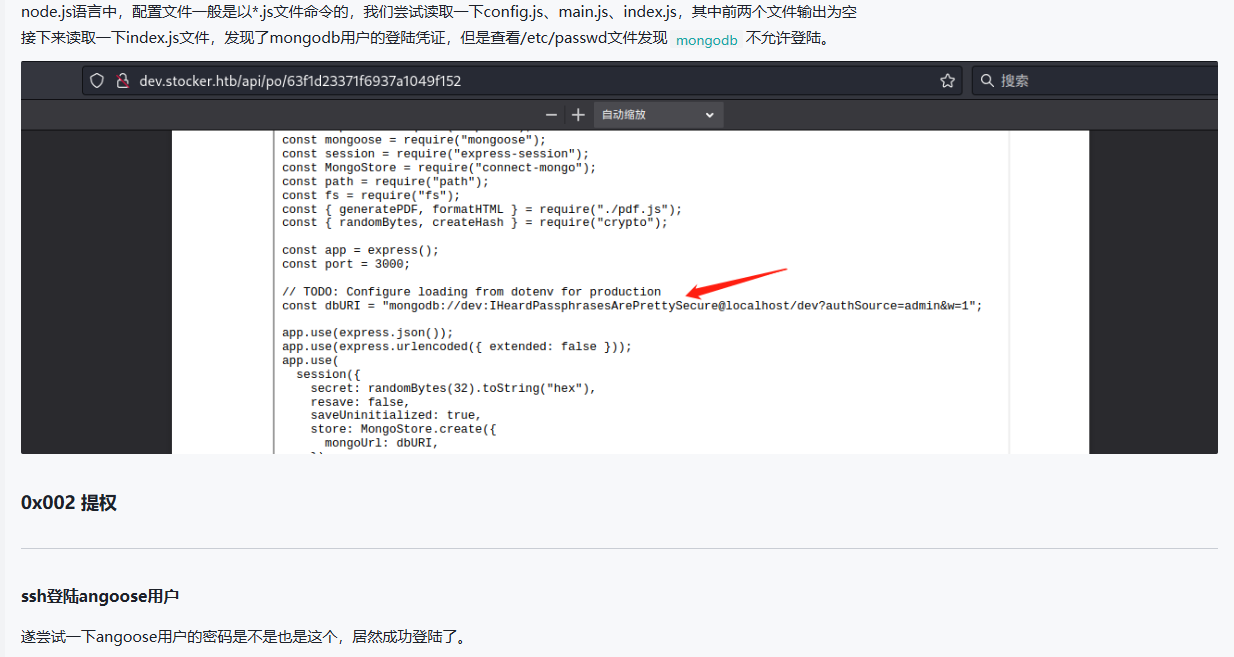 node.js语言中，配置文件一般是以*.js文件命令的，我们尝试读取一下config.js、main.js、index.js，其中前两个文件输出为空
接下来读取一下index.js文件，发现了mongodb用户的登陆凭证，但是查看/etc/passwd文件发现 mongodb 不允许登陆。
dev.stocker.htb/api/po/63f1d23371f6937a1049f152
搜索
自动缩放
const mongoose = require("mongoose");
const session = require("express-session");
const MongoStore = require("connect-mongo");
const path = require("path");
const fs = require("fs");
const { generatePDF, formatHTML } = require("./pdf.js");
const { randomBytes, createHash } = require("crypto");
const app = express();
const port = 3000;
// TODO: Configure loading from dotenv for production
const dbURI = "mongodb://dev:IHeardPassphrasesArePrettySecure@localhost/dev?authSource=admin&w=1";
app.use(express.json());
app.use(express.urlencoded({ extended: false }));
app.use(
  session({
    secret: randomBytes(32).toString("hex"),
    resave: false,
    saveUninitialized: true,
    store: MongoStore.create({
      mongoUrl: dbURI,
0x002 提权
ssh登陆angoose用户
遂尝试一下angoose用户的密码是不是也是这个，居然成功登陆了。